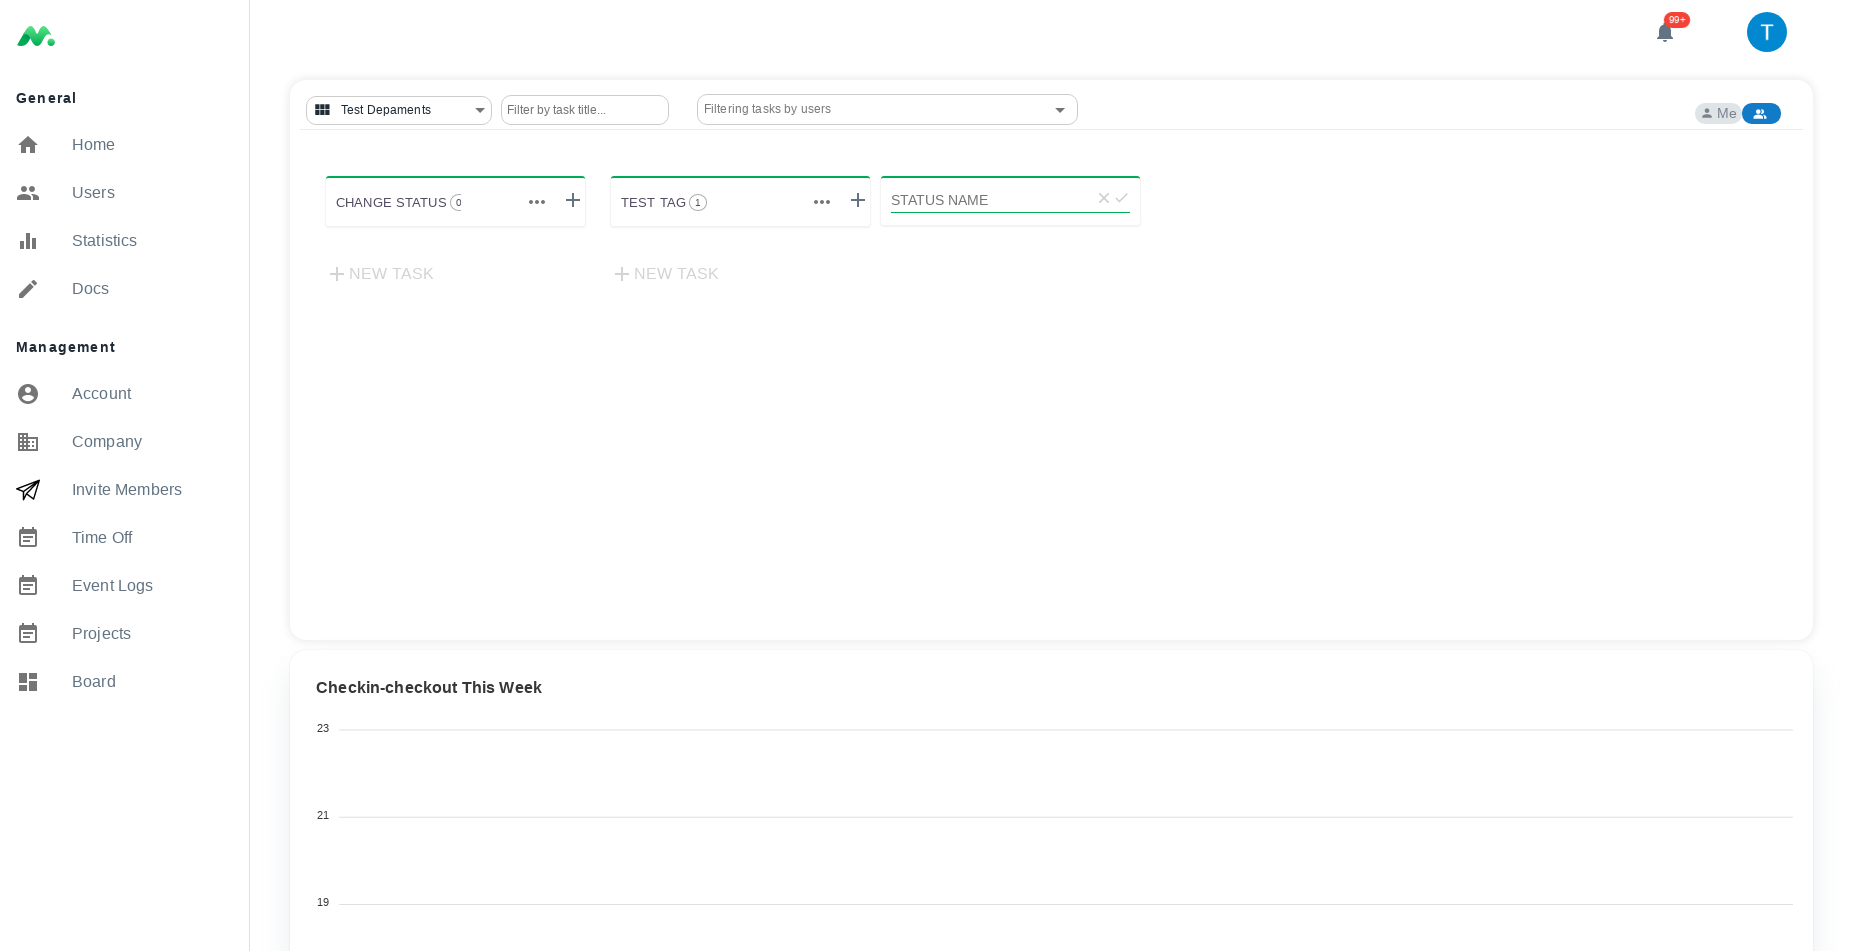 99+
T
General
Home
Users
Statistics
Docs
Management
Account
Company
Invite Members
Time Off
Event Logs
Projects
Board
Test Depaments
Filter by task title...
Filtering tasks by users
Me
CHANGE STATUS 0
TEST TAG 1
STATUS NAME
NEW TASK
NEW TASK
Checkin-checkout This Week
23
21
19